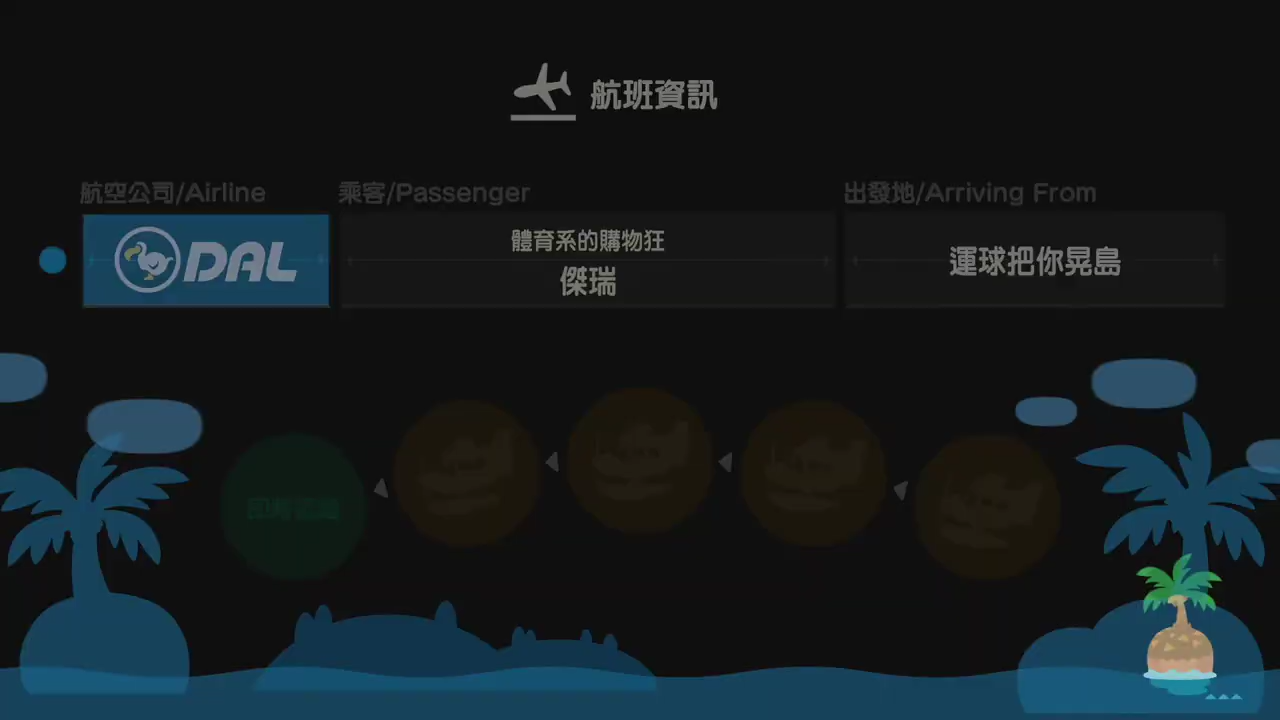 航班資訊
航空公司/Airline
乘客/Passenger
出發地/Arriving From
DAL
體育系的購物狂
傑瑞
運球把你晃島